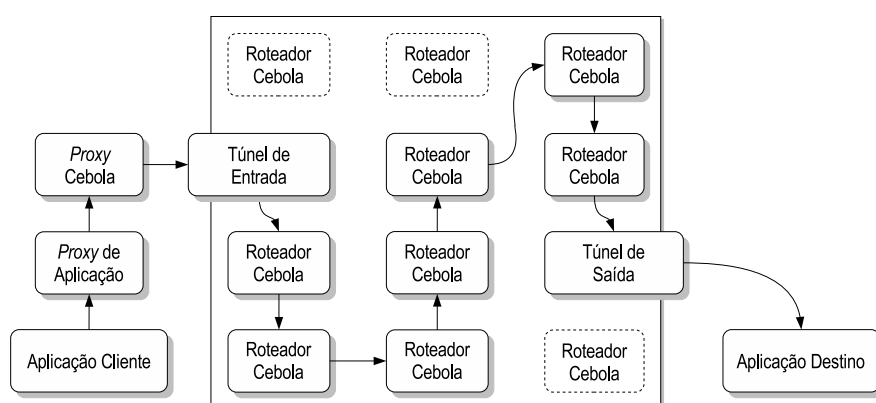 Roteador
Cebola
Roteador
Cebola
Roteador
Cebola
Proxy
Cebola
Túnel de
Entrada
Roteador
Cebola
Roteador
Cebola
Proxy de
Aplicação
Roteador
Cebola
Roteador
Cebola
Túnel de
Saída
Aplicação Cliente
Roteador
Cebola
Roteador
Cebola
Roteador
Cebola
Aplicação Destino